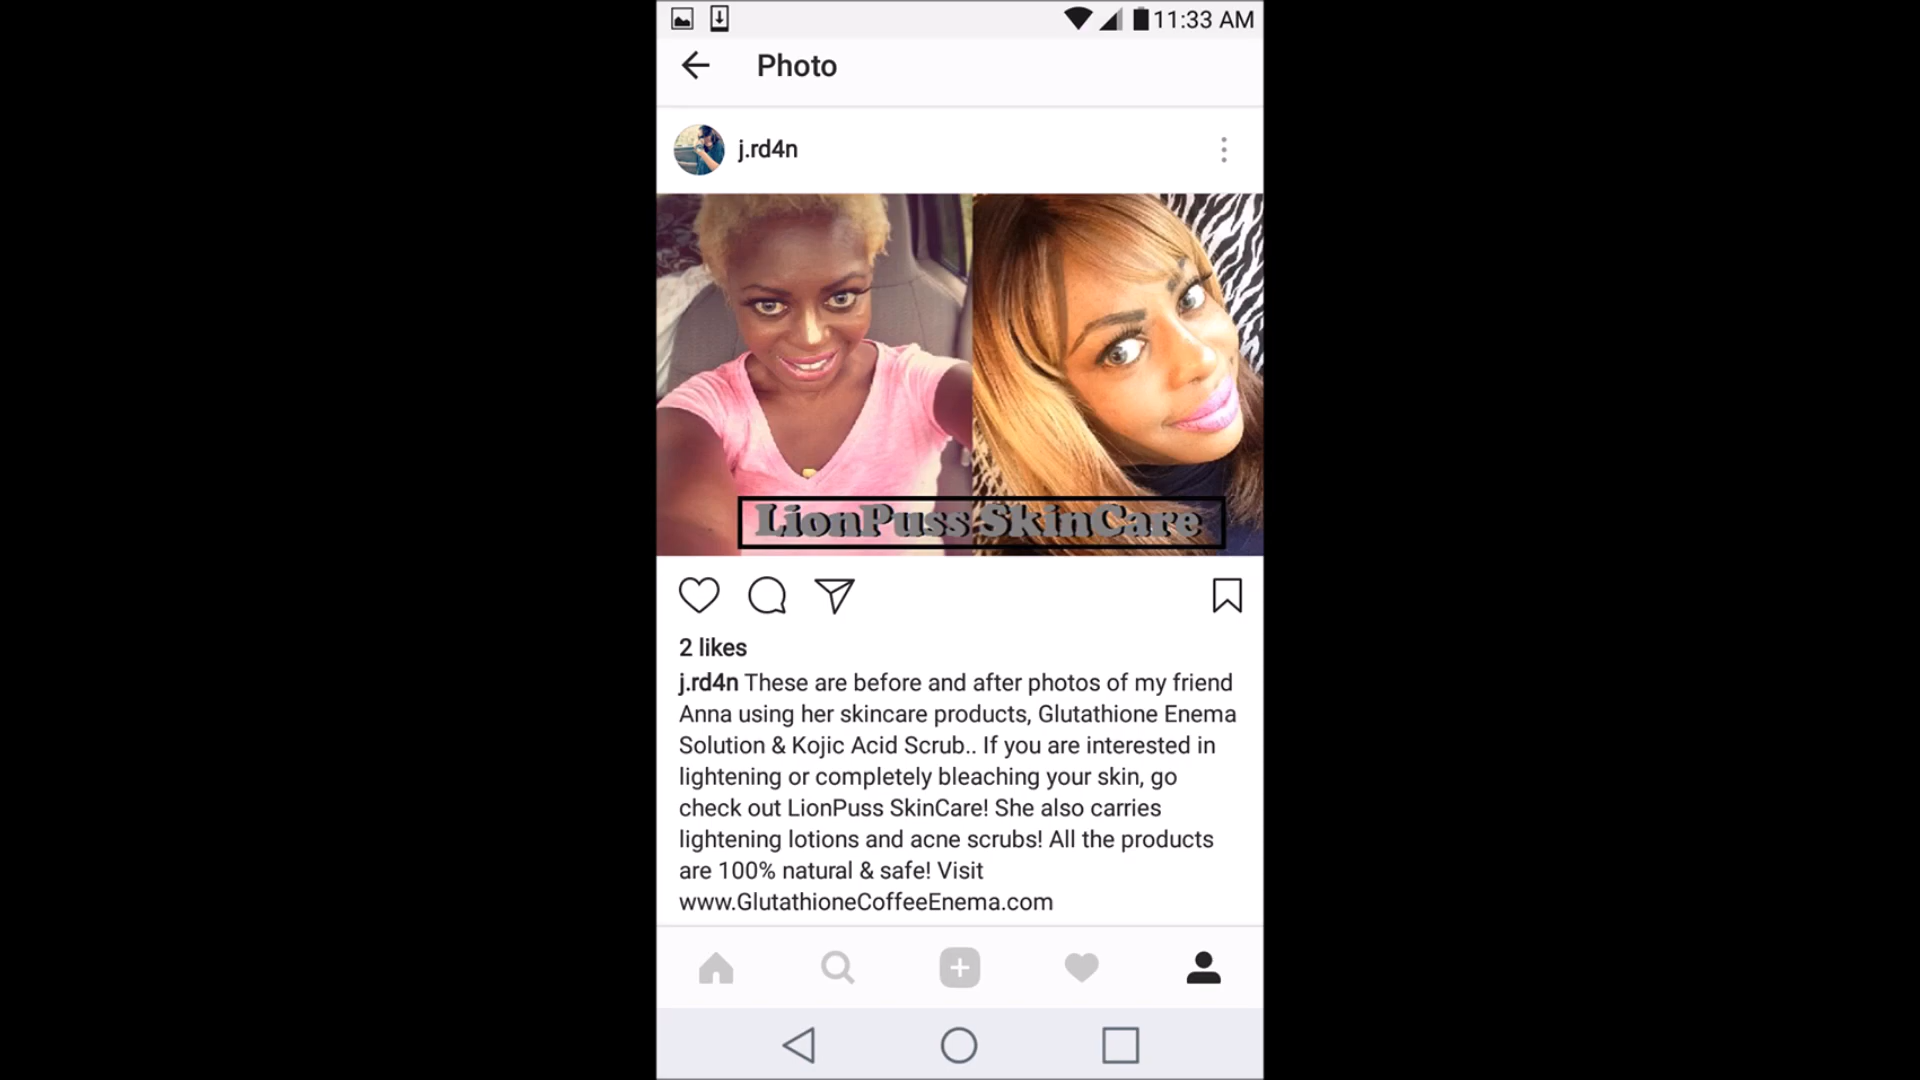 11:33 AM
Photo
j.rd4n
LionPuss SkinCare
2 likes
j.rd4n These are before and after photos of my friend
Anna using her skincare products, Glutathione Enema
Solution & Kojic Acid Scrub.. If you are interested in
lightening or completely bleaching your skin, go
check out LionPuss SkinCare! She also carries
lightening lotions and acne scrubs! All the products
are 100% natural & safe! Visit
www.GlutathioneCoffeeEnema.com